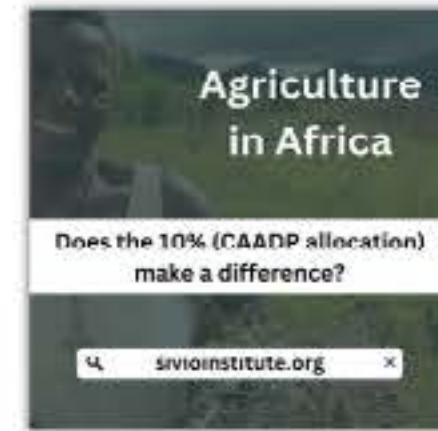 Agriculture
in Africa
Does the 10% (CAADP allocation)
make a difference?
sivioinstitute.org